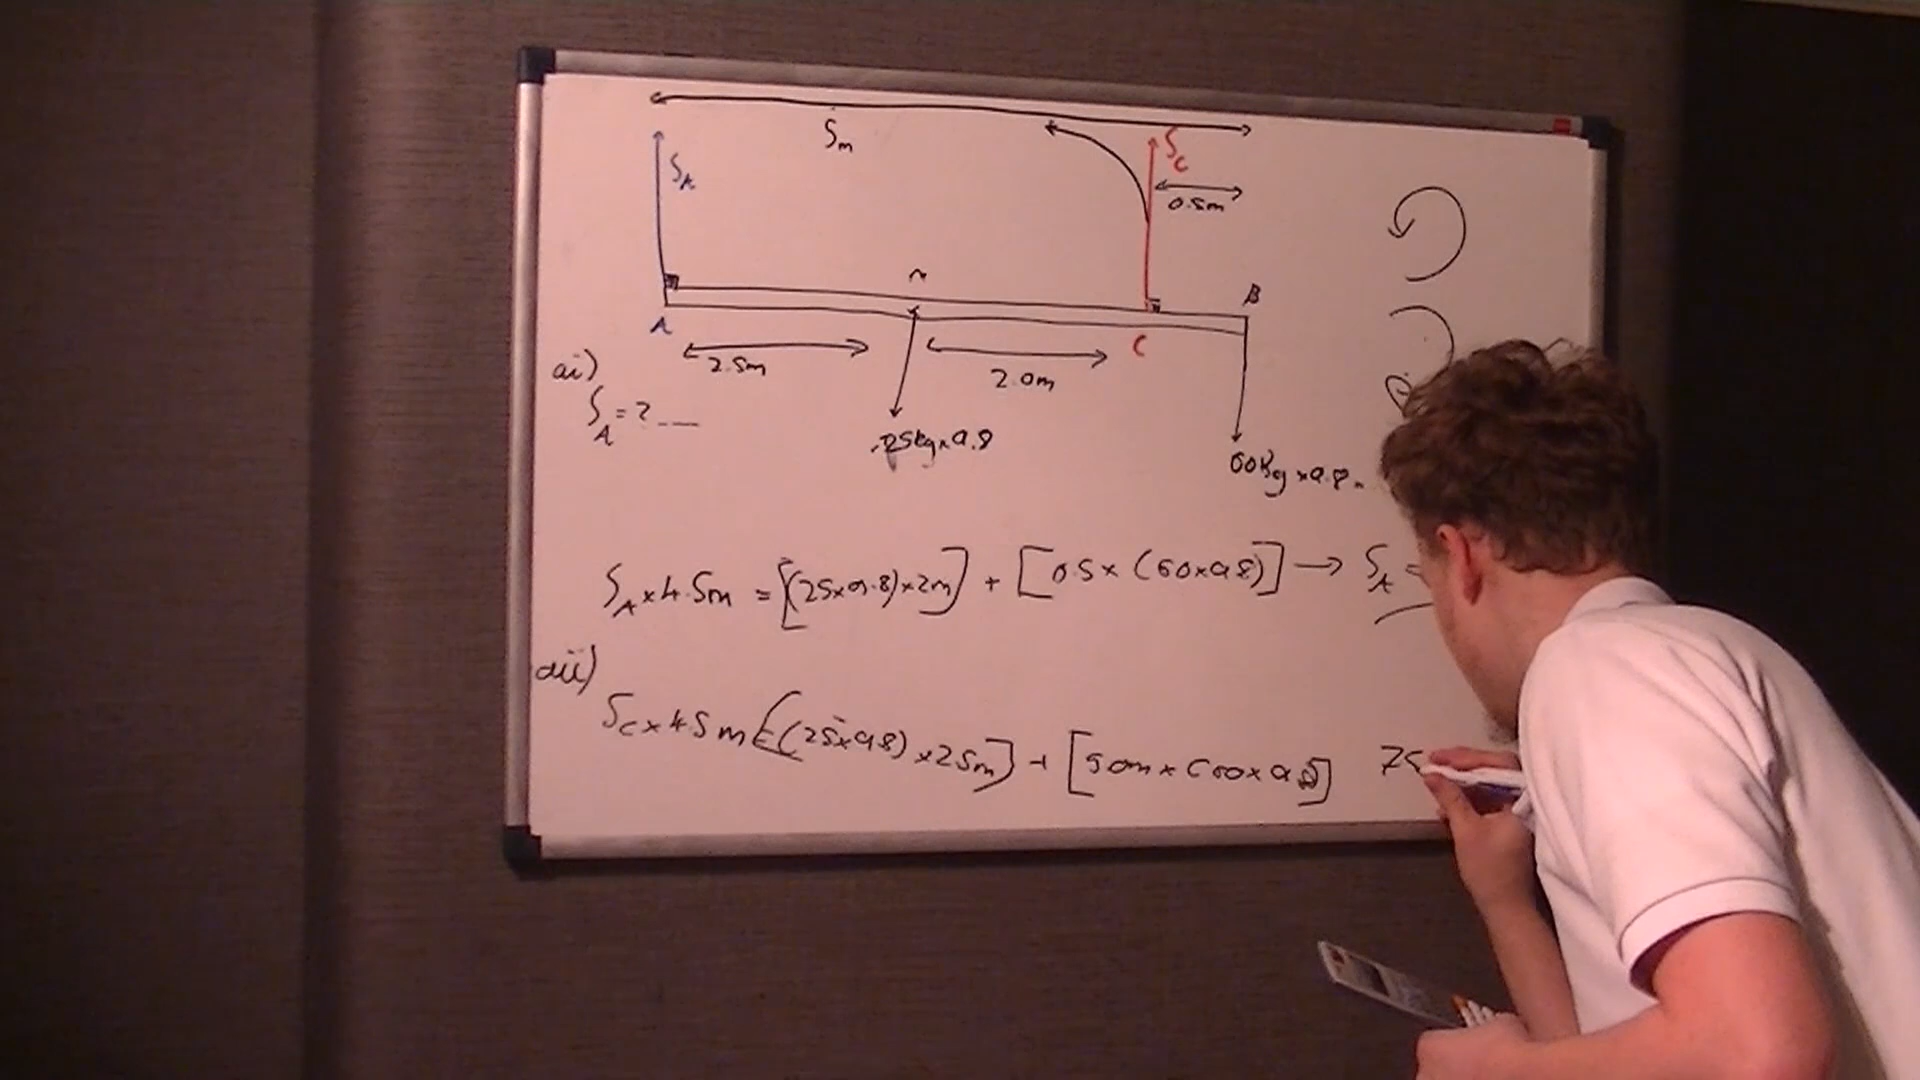 5m
S_A
S_C
0.5m
M
B
A
C
2.5m
2.0m
ai)
S_A = ? __
25kg × 9.8
60kg × 9.8
S_A × 4.5m = [(25×9.8)×2m] + [0.5 × (60×9.8)] → S_A =
aii)
S_C × 4.5m = [(25×9.8) × 2.5m] + [5.0m × (60 × 9.8)] 75